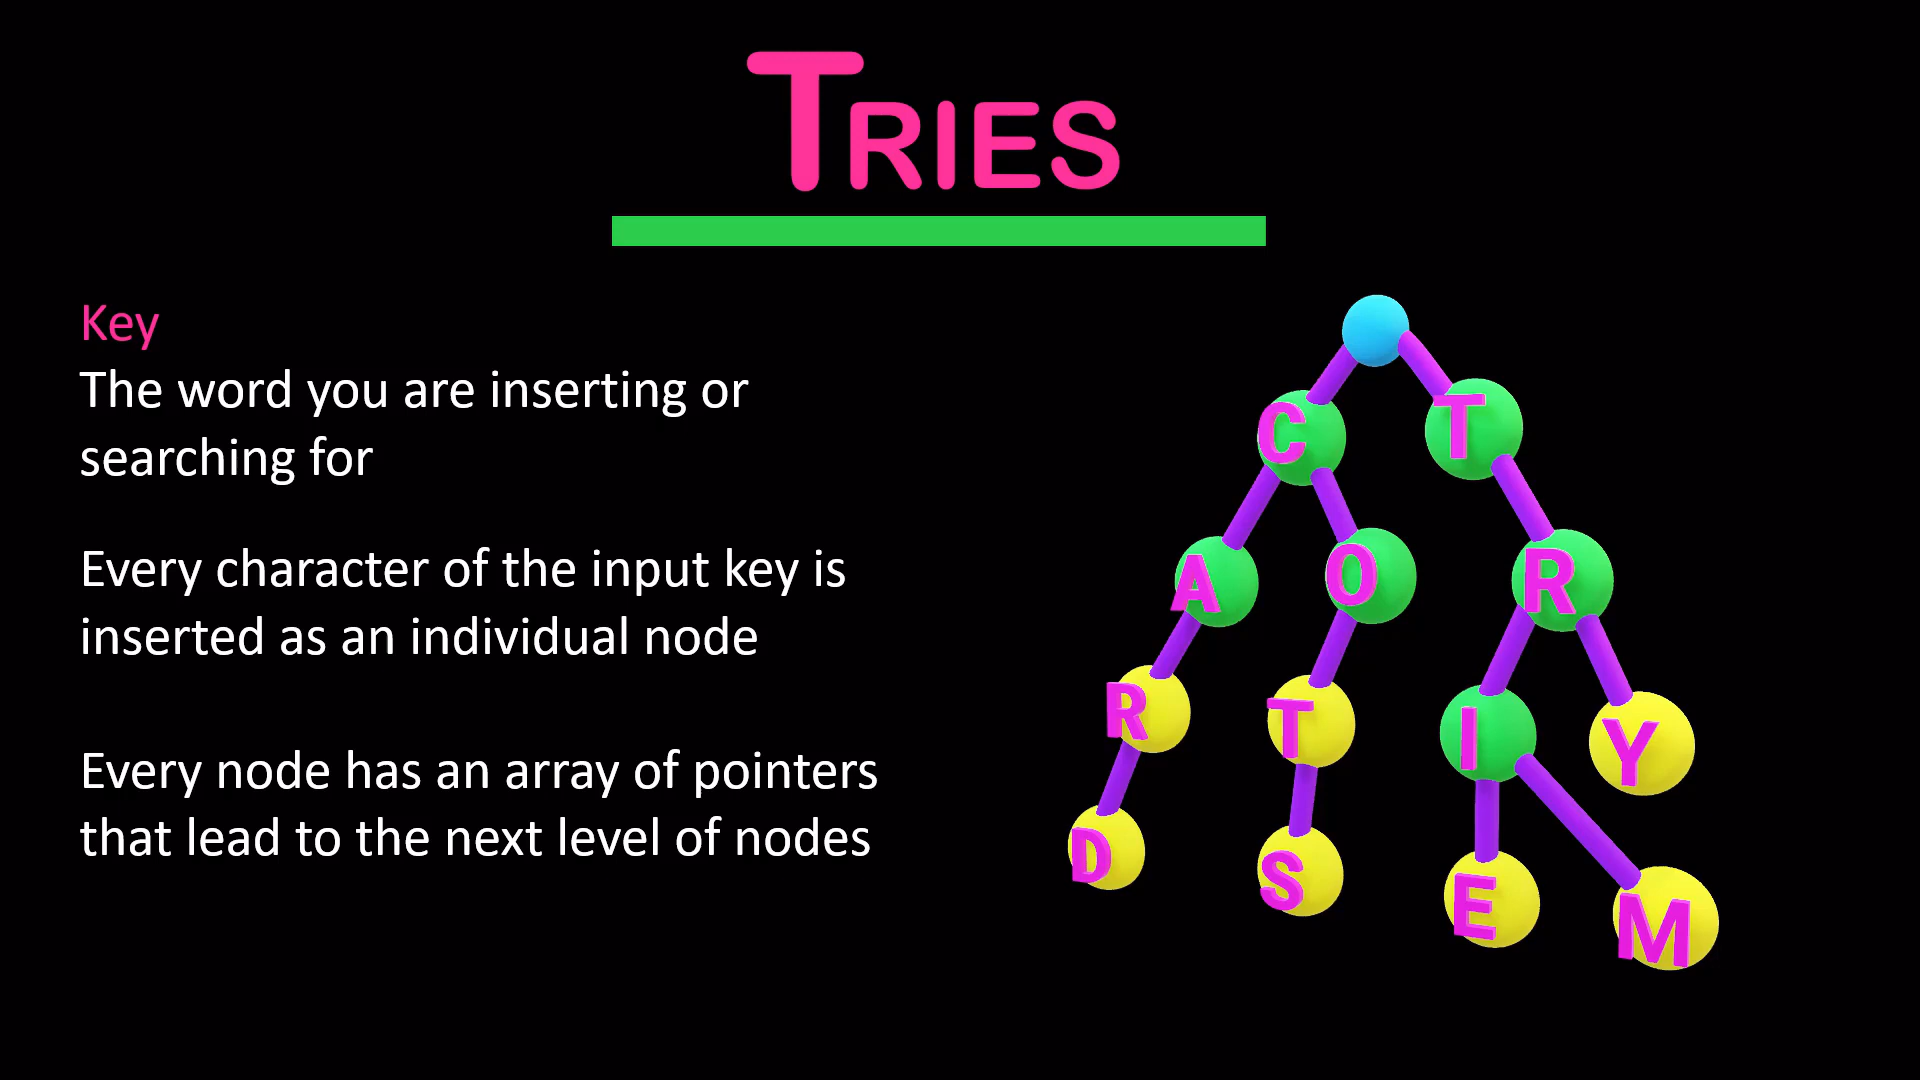 TRIES
Key
The word you are inserting or
searching for
Every character of the input key is
inserted as an individual node
Every node has an array of pointers
that lead to the next level of nodes
C T
A O R
R T I Y
D S E M